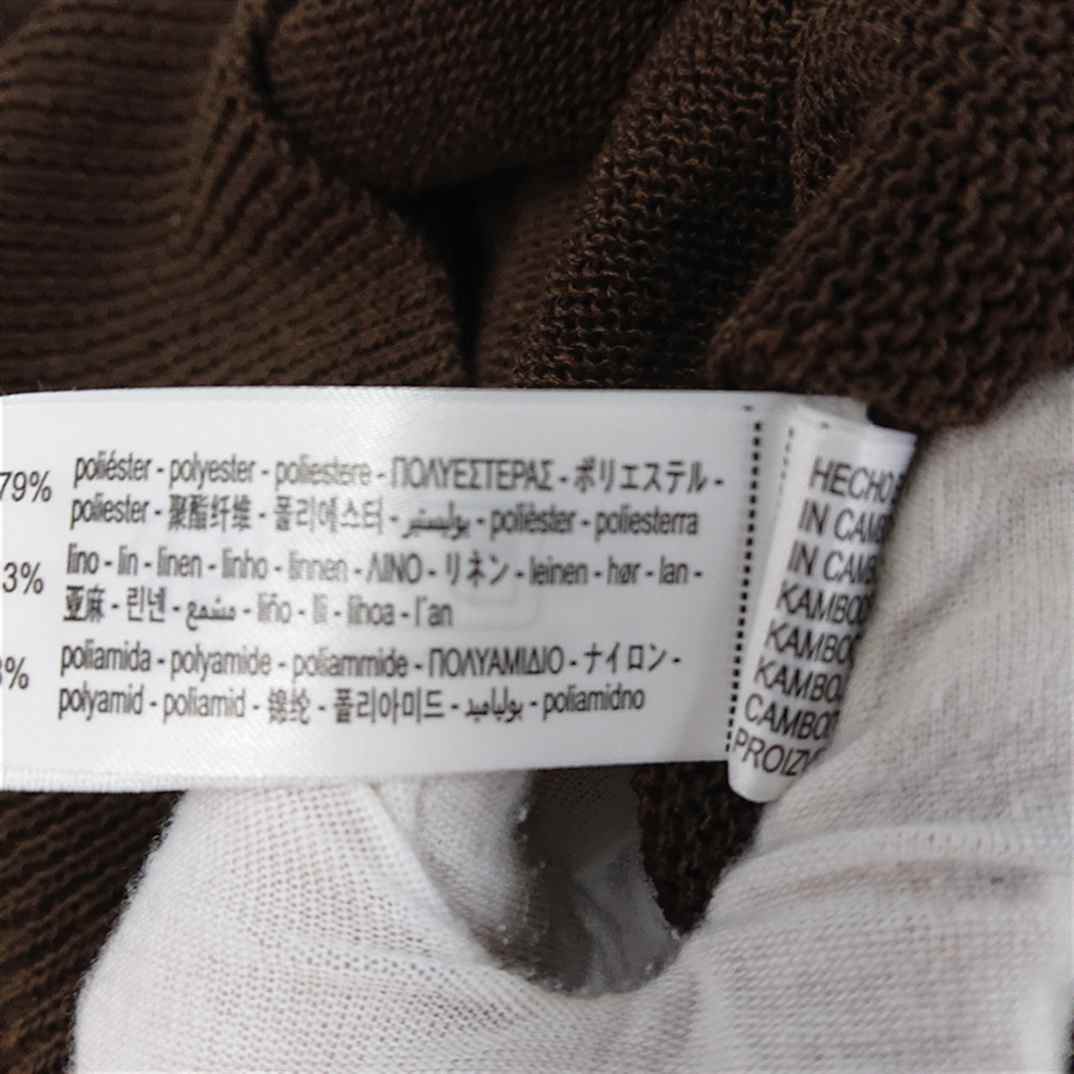 79% poliéster - polyester - poliestere - ΠΟΛΥΕΣΤΕΡΑΣ - ポリエステル -
poliester - 聚酯纤维 - 폴리에스터 - بوليستير - polièster - poliesterra
3% lino - lin - linen - linho - linnen - ΛΙΝΟ - リネン - leinen - hør - lan -
亚麻 - 린넨 - مشمع - liño - lli - lihoa - l'an
% poliamida - polyamide - poliammide - ΠΟΛΥΑΜΙΔΙΟ - ナイロン -
polyamid - poliamid - 锦纶 - 폴리아미드 - بولياميد - poliamidno
HECHO
IN CAMB
IN CAMB
KAMBOD
KAMBO
KAMBO
CAMBO
PROIZV